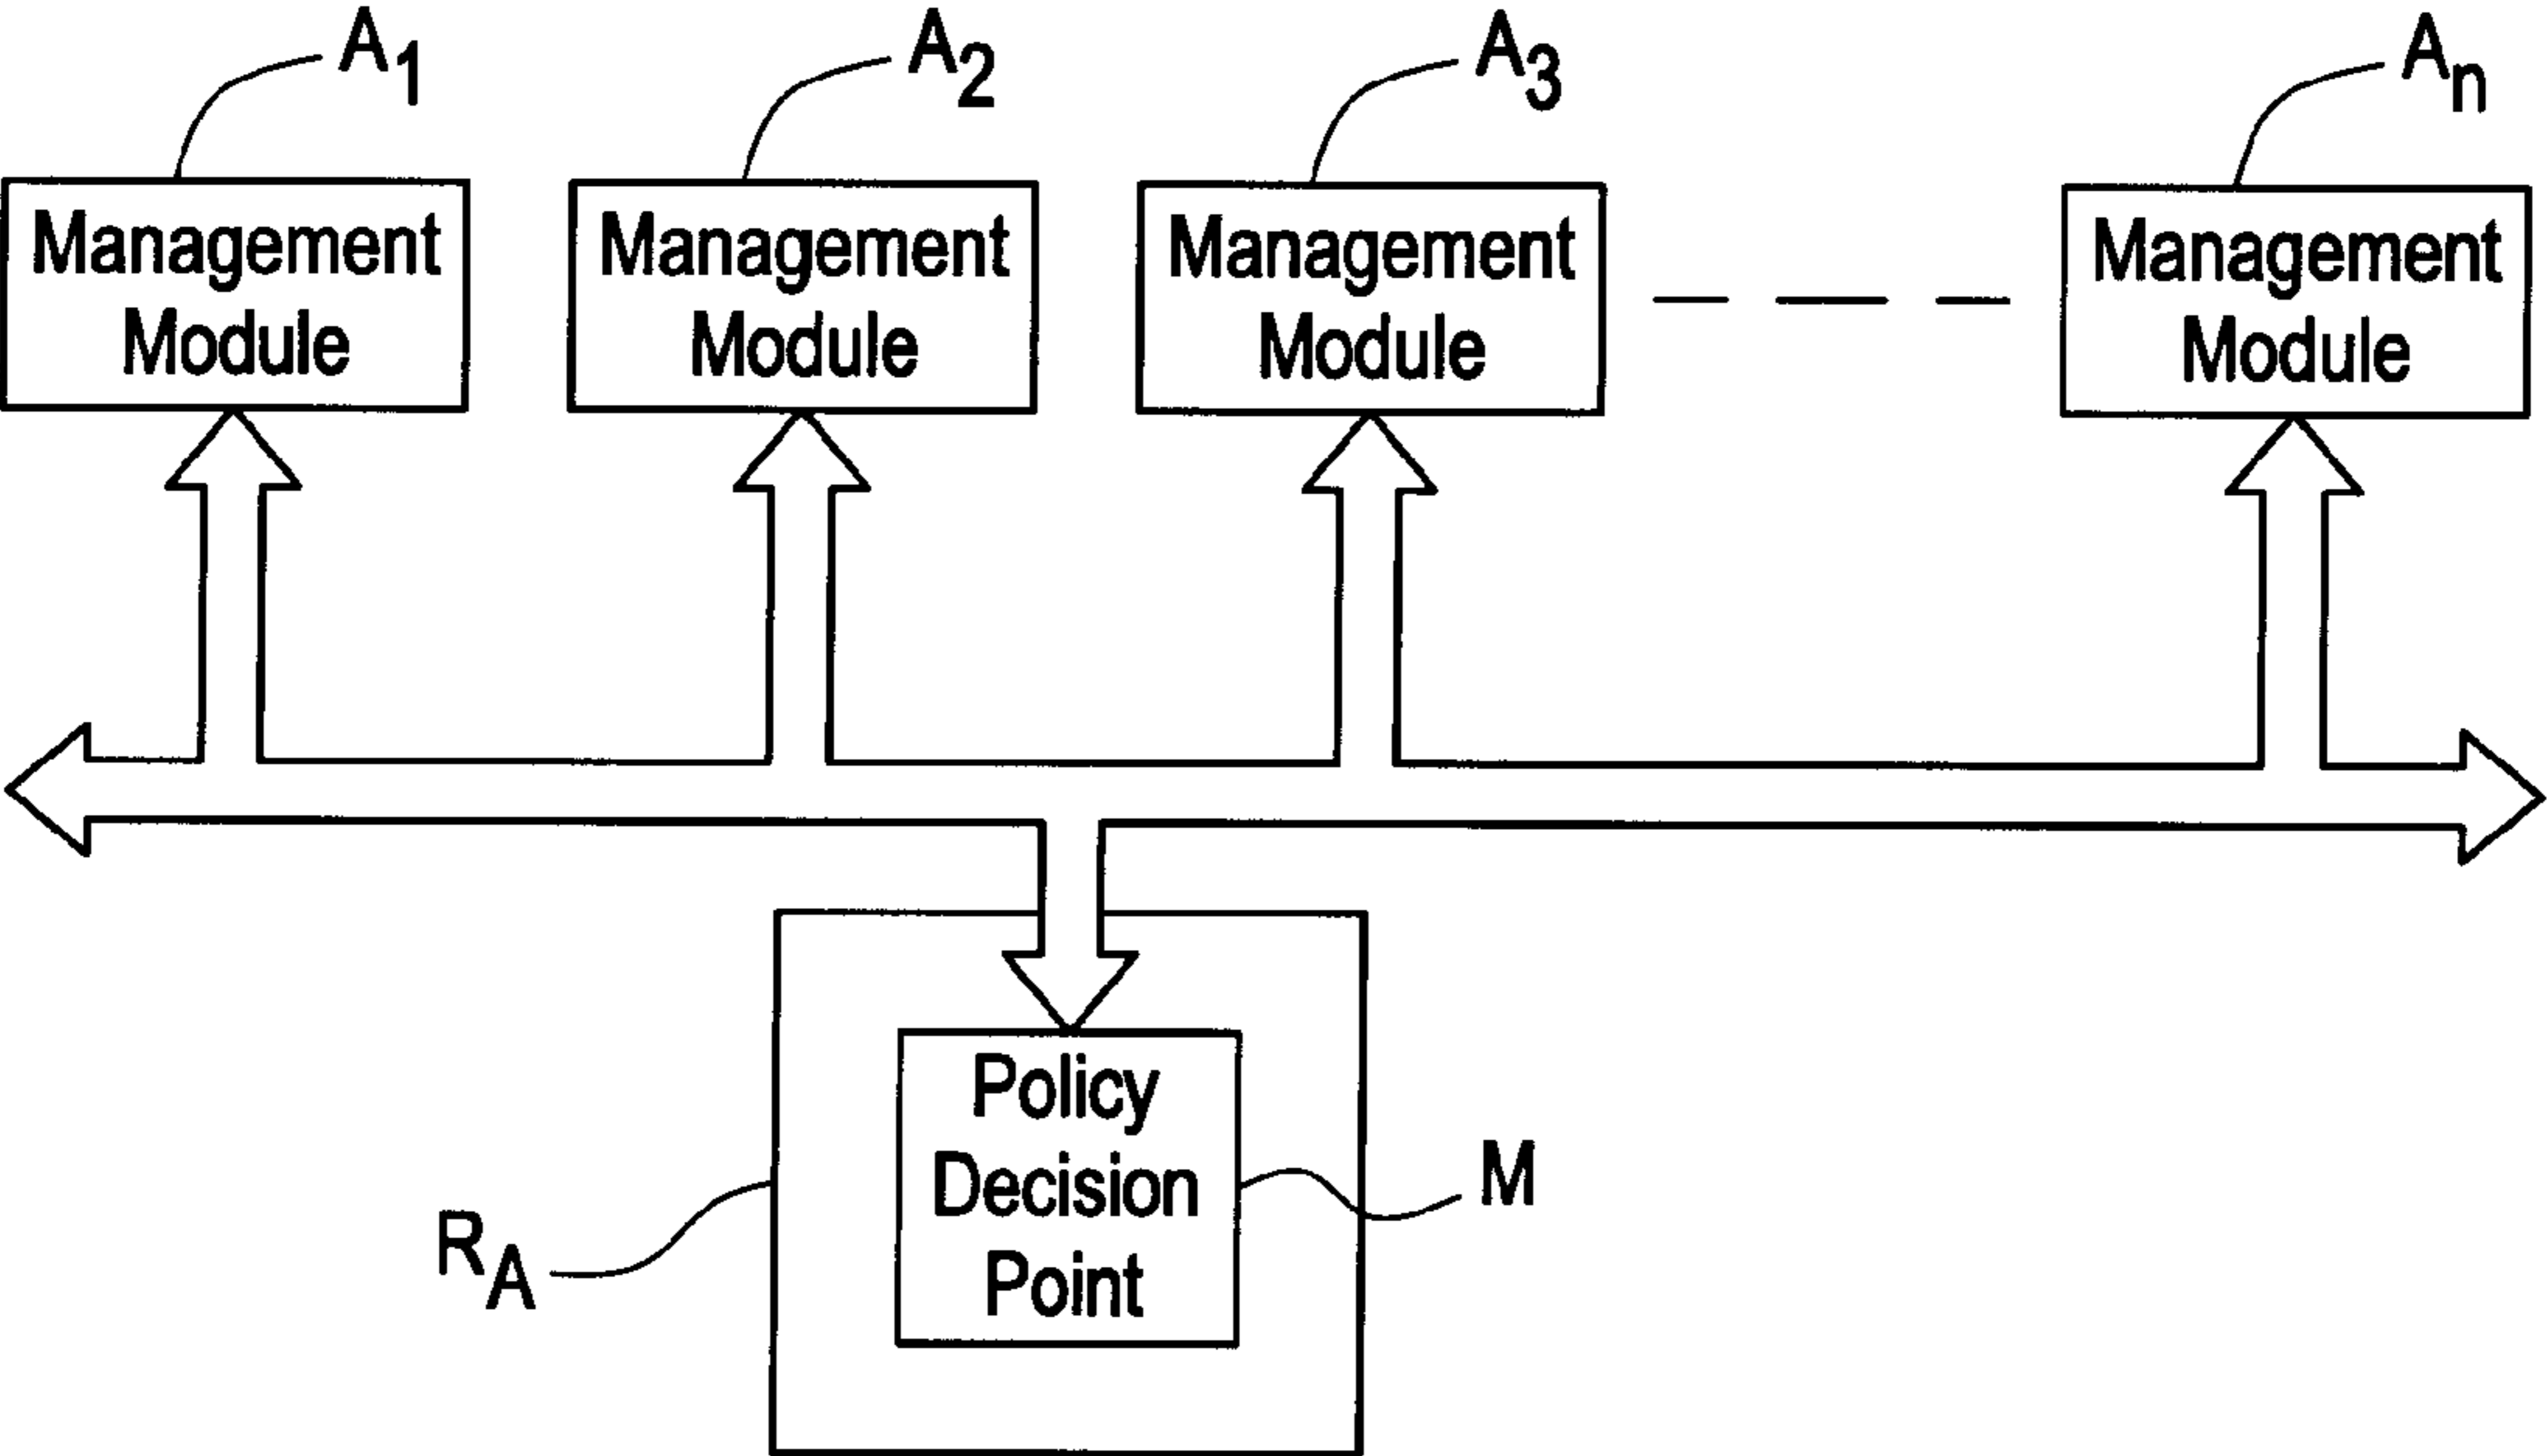 A1
A2
A3
An
Management
Module
Management
Module
Management
Module
Management
Module
Policy
Decision
Point
M
RA